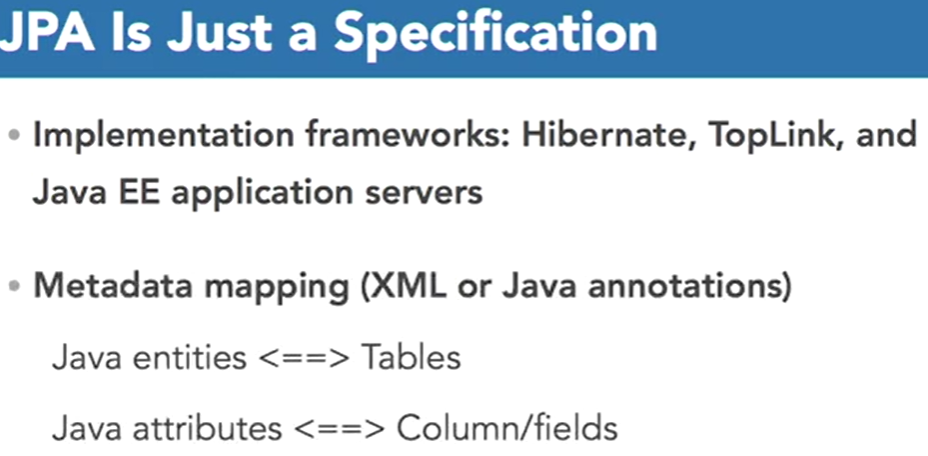 JPA Is Just a Specification
• Implementation frameworks: Hibernate, TopLink, and
Java EE application servers
• Metadata mapping (XML or Java annotations)
Java entities <==> Tables
Java attributes <==> Column/fields